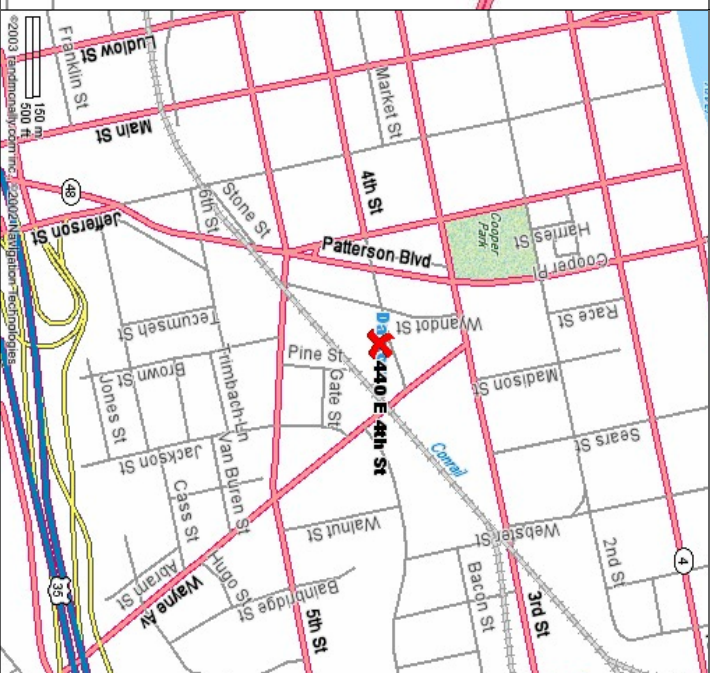 Franklin St
Ludlow St
Main St
150 m
500 ft
©2003 randmcnally.com inc.
©2002 Navigation Technologies
48
Jefferson St
Market St
4th St
6th St
Stone St
Patterson Blvd
Cooper
Park
Harries St
Cooper Pl
Race St
Wyandot St
Madison St
Sears St
Tecumseh St
Brown St
Jones St
Jackson St
Trimbach Ln
Van Buren St
Cass St
Pine St
Gate St
440 E 4th St
Conrail
Walnut St
Webster St
2nd St
4
Bacon St
3rd St
5th St
Bainbridge St
Hugo St
Abram St
Wayne Av
35